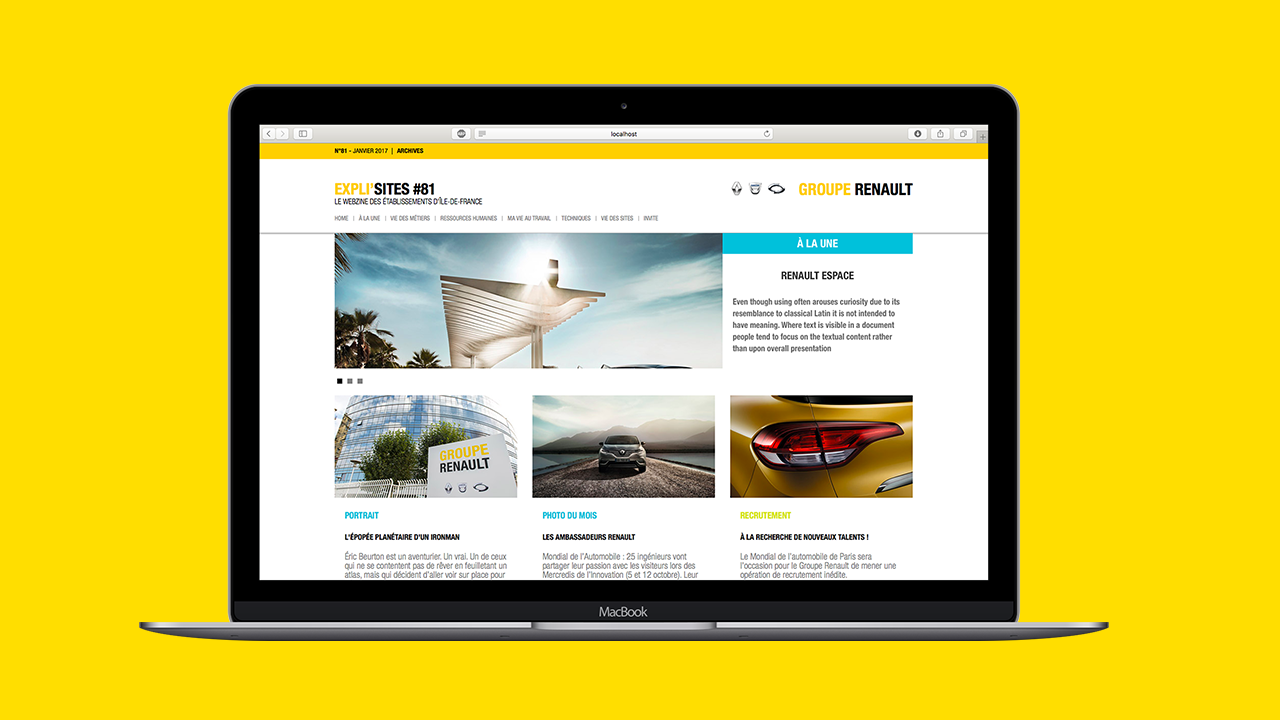 localhost
N°81 - JANVIER 2017 | ARCHIVES
EXPLI'SITES #81
LE WEBZINE DES ÉTABLISSEMENTS D'ÎLE-DE-FRANCE
GROUPE RENAULT
HOME | À LA UNE | VIE DES MÉTIERS | RESSOURCES HUMAINES | MA VIE AU TRAVAIL | TECHNIQUES | VIE DES SITES | INVITE
À LA UNE
RENAULT ESPACE
Even though using often arouses curiosity due to its
resemblance to classical Latin it is not intended to
have meaning. Where text is visible in a document
people tend to focus on the textual content rather
than upon overall presentation
GROUPE
RENAULT
PORTRAIT
L'ÉPOPÉE PLANÉTAIRE D'UN IRONMAN
Éric Beurton est un aventurier. Un vrai. Un de ceux
qui ne se contentent pas de rêver en feuilletant un
atlas, mais qui décident d'aller voir sur place pour
PHOTO DU MOIS
LES AMBASSADEURS RENAULT
Mondial de l'Automobile : 25 ingénieurs vont
partager leur passion avec les visiteurs lors des
Mercredis de l'Innovation (5 et 12 octobre). Leur
RECRUTEMENT
À LA RECHERCHE DE NOUVEAUX TALENTS !
Le Mondial de l'automobile de Paris sera
l'occasion pour le Groupe Renault de mener une
opération de recrutement inédite.
MacBook